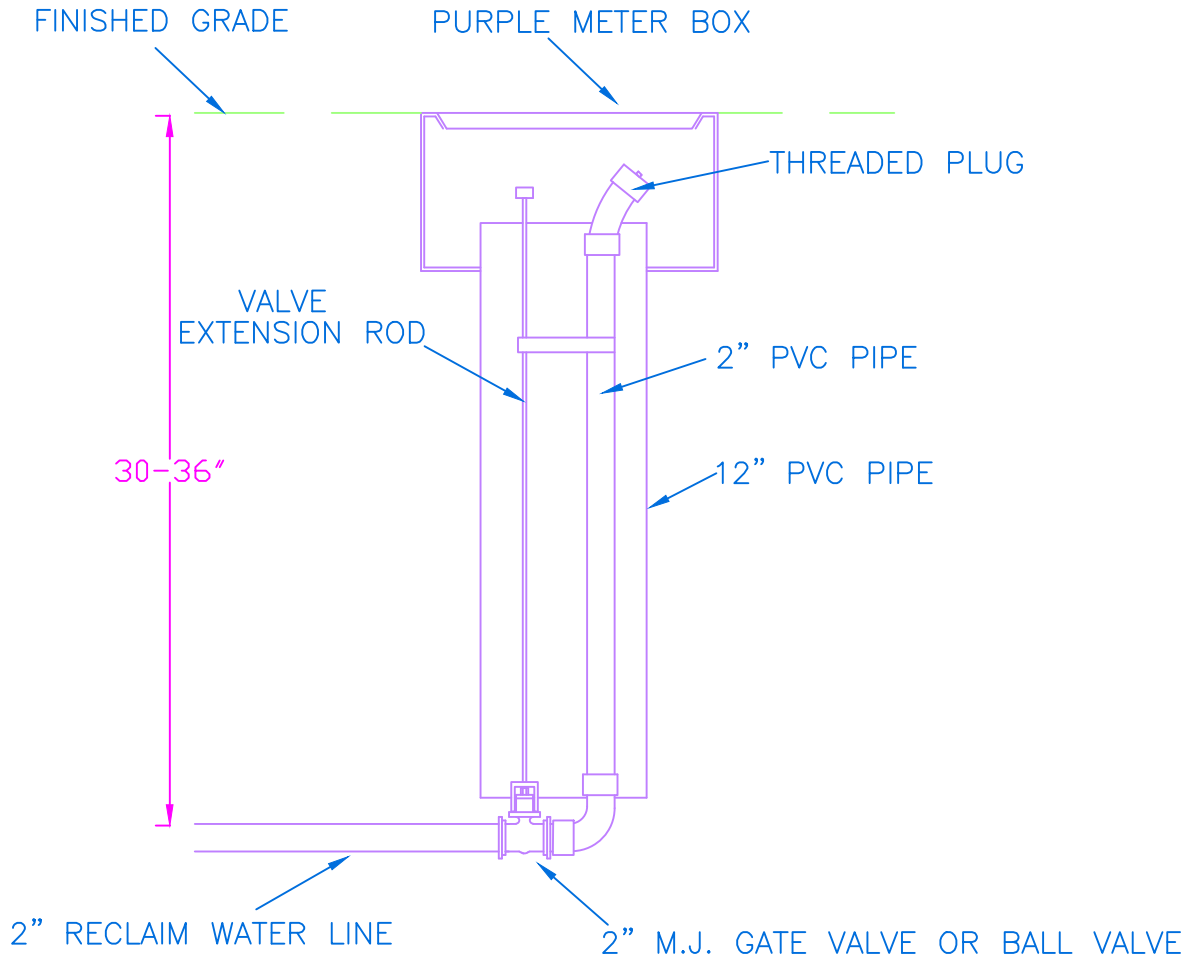 FINISHED GRADE
PURPLE METER BOX
THREADED PLUG
VALVE
EXTENSION ROD
2” PVC PIPE
30-36"
12” PVC PIPE
2” RECLAIM WATER LINE
2” M.J. GATE VALVE OR BALL VALVE